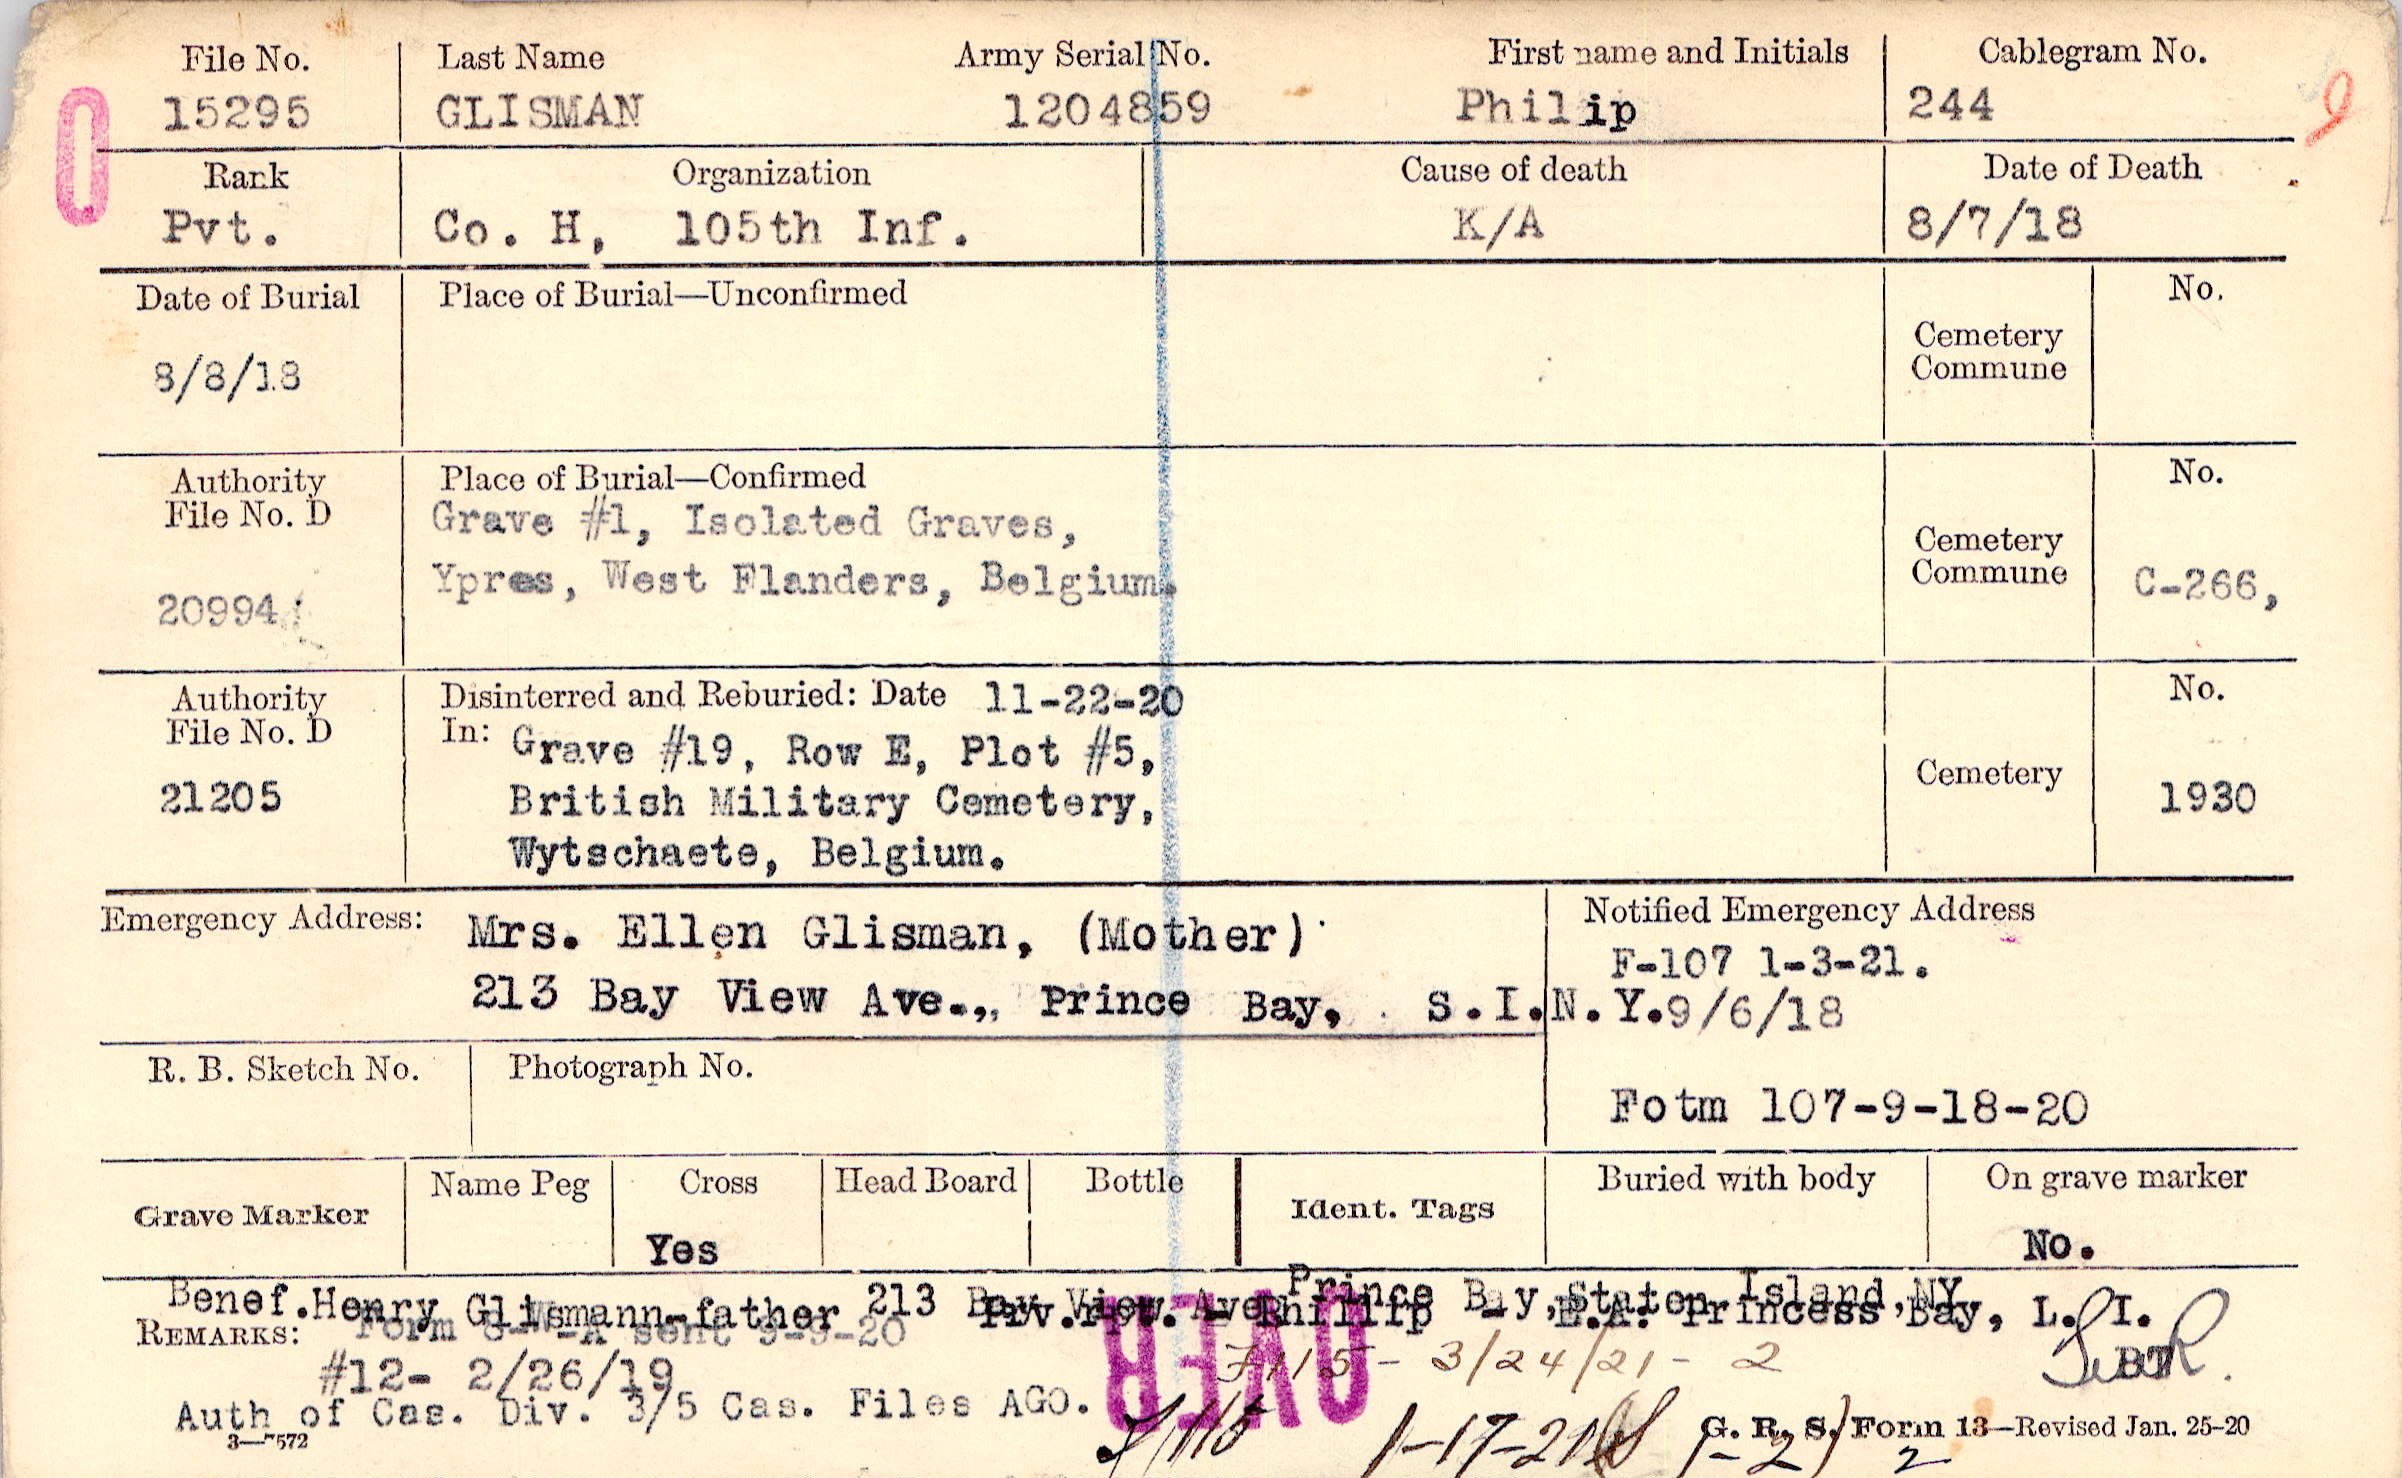 File No. Last Name Army Serial No. First name and Initials Cablegram No.
15295 GLISMAN 1204859 Philip 244
Rank Organization Cause of death Date of Death
Pvt. Co. H, 105th Inf. K/A 8/7/18
Date of Burial Place of Burial—Unconfirmed No.
8/8/18 Cemetery
Commune
Authority Place of Burial—Confirmed No.
File No. D Grave #1, Isolated Graves,
Ypres, West Flanders, Belgium.
20994 Cemetery
Commune C-266,
Authority Disinterred and Reburied: Date 11-22-20 No.
File No. D In: Grave #19, Row E, Plot #5,
21205 British Military Cemetery, Cemetery 1930
Wytschaete, Belgium.
Emergency Address: Mrs. Ellen Glisman, (Mother) Notified Emergency Address
F-107 1-3-21.
213 Bay View Ave.,, Prince Bay, S.I.N.Y.9/6/18
R. B. Sketch No. Photograph No.
Fotm 107-9-18-20
Grave Marker Name Peg Cross Head Board Bottle Ident. Tags Buried with body On grave marker
Yes No.
Benef.Henry Glismann-father 213 Bay View Ave Prince Bay,Staten Island,NY
Phillip - E.A. Princess Bay, L. I.
REMARKS: Form 8-W-A sent 9-9-20
#12- 2/26/19 F115- 3/24/21- 2
Auth of Cas. Div. 3/5 Cas. Files AGO.
OVER
3—7572 1-17-21 G. R. S. Form 13—Revised Jan. 25-20
2